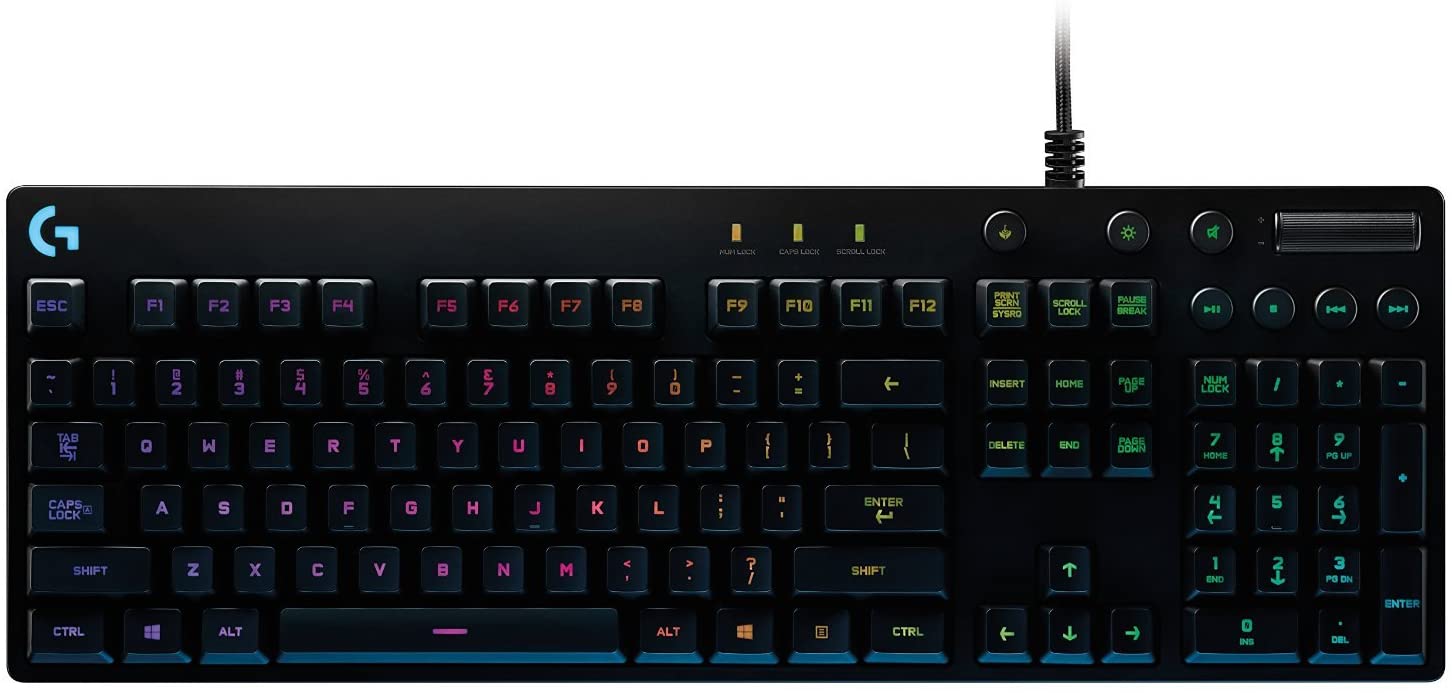 G
NUM LOCK CAPS LOCK SCROLL LOCK
+
−
ESC F1 F2 F3 F4 F5 F6 F7 F8 F9 F10 F11 F12 PRINT SCROLL PAUSE
SCRN LOCK BREAK
SYSRQ
~ ! @ # $ % ^ & * ( ) _ +
` 1 2 3 4 5 6 7 8 9 0 - = ← INSERT HOME PAGE NUM / * -
UP LOCK
TAB Q W E R T Y U I O P { } | DELETE END PAGE 7 8 9 +
[ ] \ DOWN HOME ↑ PG UP
CAPS A S D F G H J K L : " ENTER 4 5 6
LOCK A ; ' ← →
SHIFT Z X C V B N M < > ? SHIFT ↑ 1 2 3 ENTER
, . / END ↓ PG DN
CTRL ALT ALT CTRL ← ↓ → 0 .
INS DEL